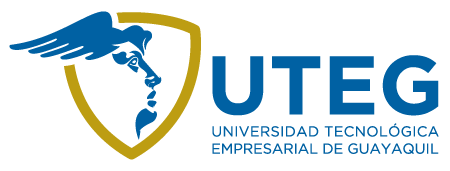 UTEG
UNIVERSIDAD TECNOLÓGICA
EMPRESARIAL DE GUAYAQUIL